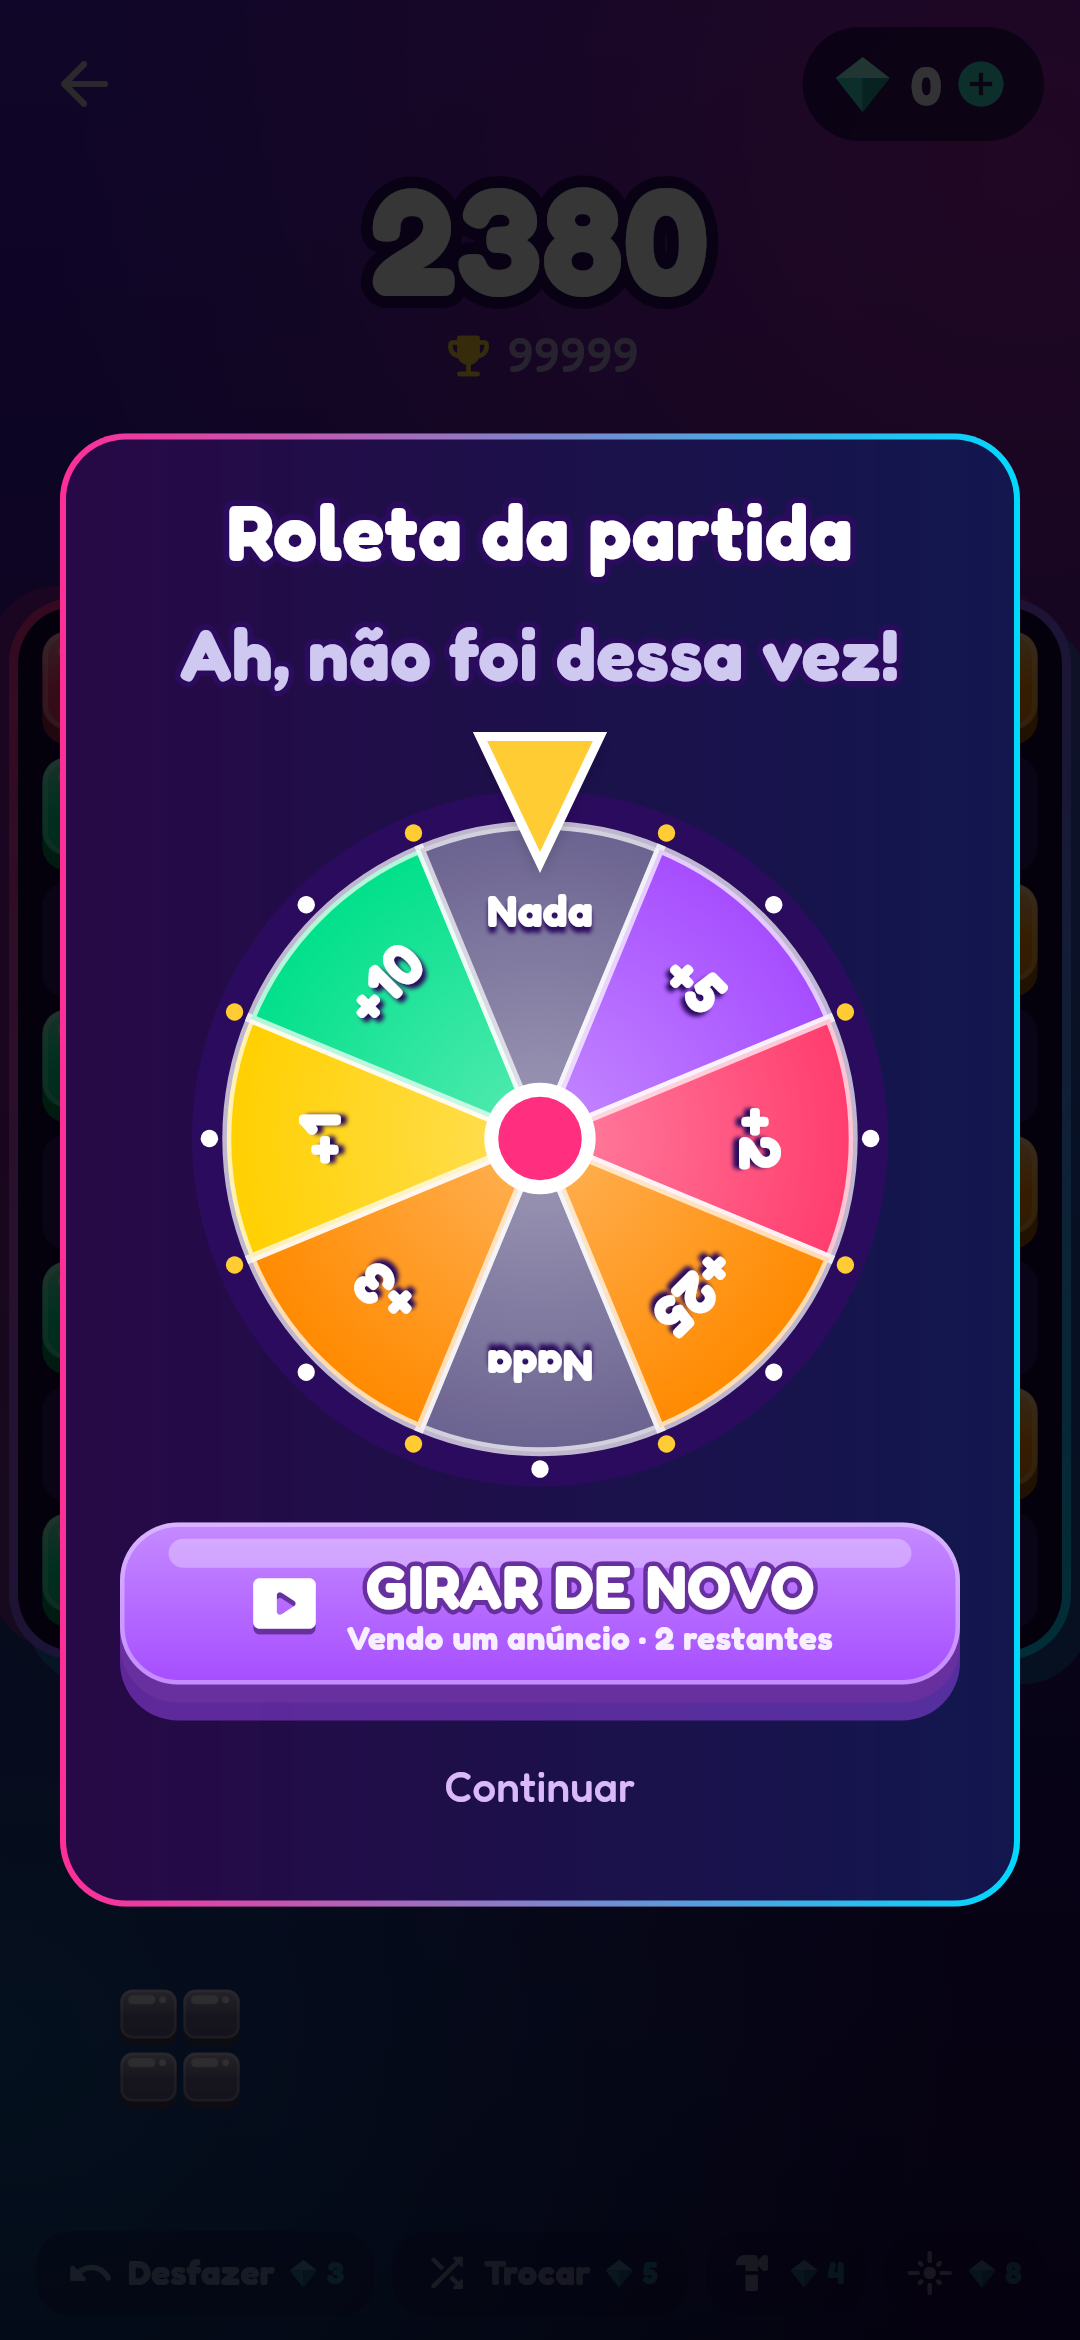 0
2380
99999
Roleta da partida
Ah, não foi dessa vez!
Nada
+10
+5
+1
+2
+3
+25
Nada
GIRAR DE NOVO
Vendo um anúncio · 2 restantes
Continuar
Desfazer 3
Trocar 5
4
8